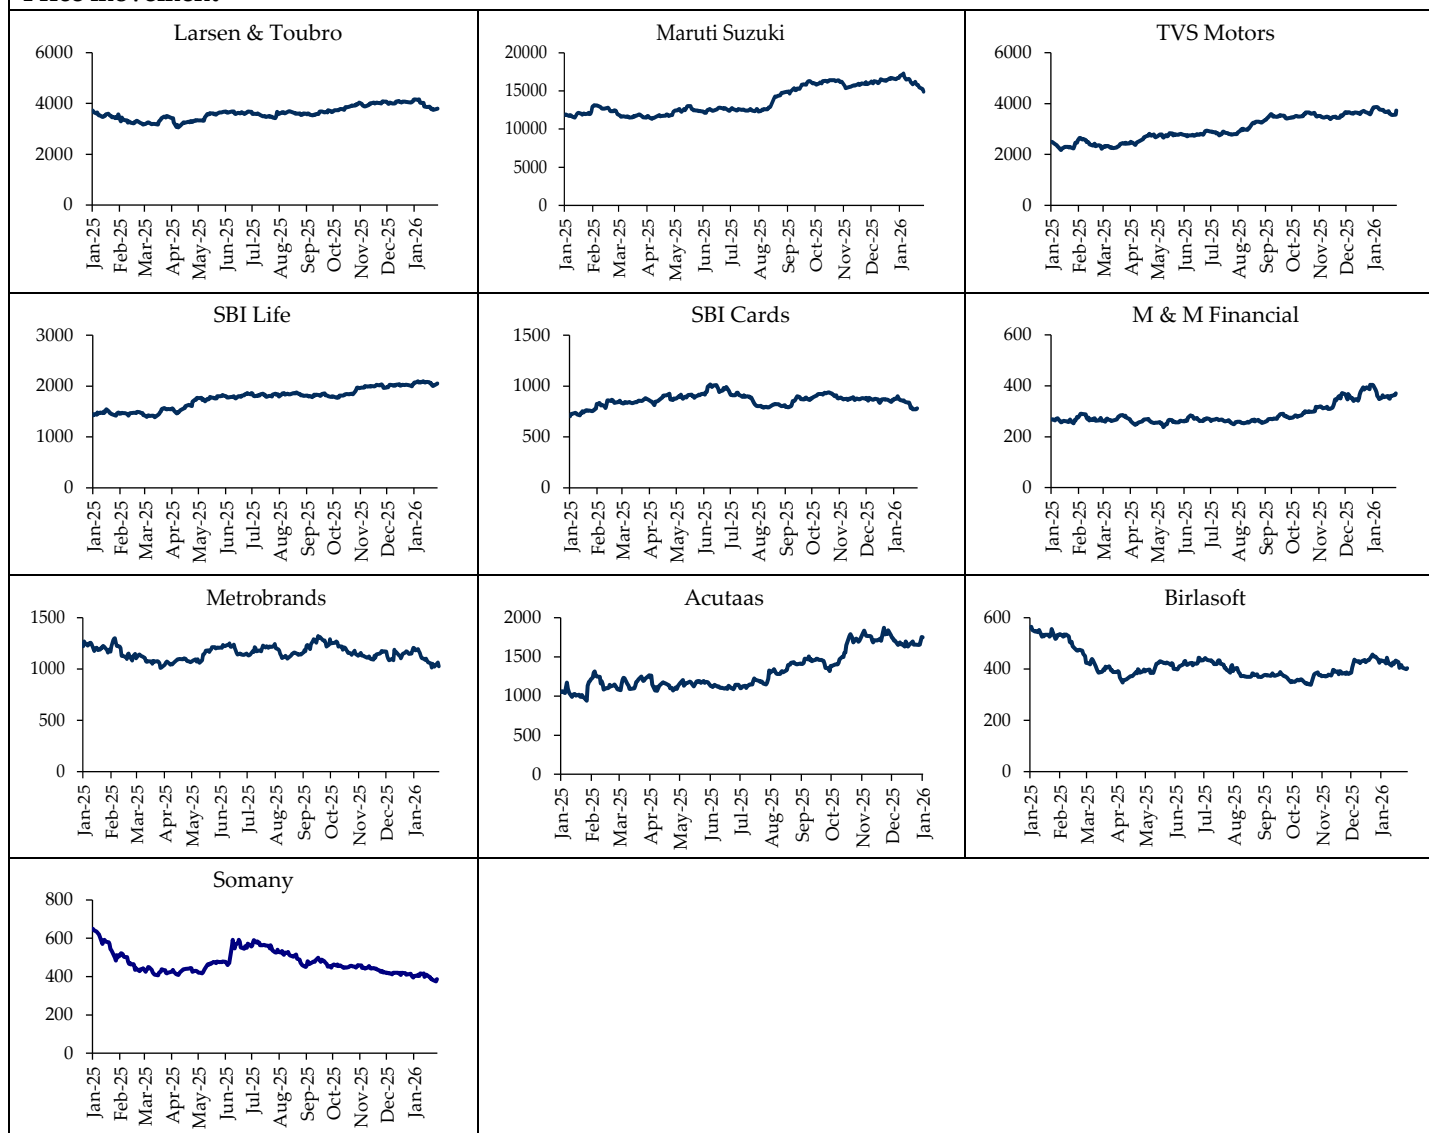 Price movement
Larsen & Toubro
6000
4000
2000
0
Jan-25
Feb-25
Mar-25
Apr-25
May-25
Jun-25
Jul-25
Aug-25
Sep-25
Oct-25
Nov-25
Dec-25
Jan-26
Maruti Suzuki
20000
15000
10000
5000
0
Jan-25
Feb-25
Mar-25
Apr-25
May-25
Jun-25
Jul-25
Aug-25
Sep-25
Oct-25
Nov-25
Dec-25
Jan-26
TVS Motors
6000
4000
2000
0
Jan-25
Feb-25
Mar-25
Apr-25
May-25
Jun-25
Jul-25
Aug-25
Sep-25
Oct-25
Nov-25
Dec-25
Jan-26
SBI Life
3000
2000
1000
0
Jan-25
Feb-25
Mar-25
Apr-25
May-25
Jun-25
Jul-25
Aug-25
Sep-25
Oct-25
Nov-25
Dec-25
Jan-26
SBI Cards
1500
1000
500
0
Jan-25
Feb-25
Mar-25
Apr-25
May-25
Jun-25
Jul-25
Aug-25
Sep-25
Oct-25
Nov-25
Dec-25
Jan-26
M & M Financial
600
400
200
0
Jan-25
Feb-25
Mar-25
Apr-25
May-25
Jun-25
Jul-25
Aug-25
Sep-25
Oct-25
Nov-25
Dec-25
Jan-26
Metrobrands
1500
1000
500
0
Jan-25
Feb-25
Mar-25
Apr-25
May-25
Jun-25
Jul-25
Aug-25
Sep-25
Oct-25
Nov-25
Dec-25
Jan-26
Acutaas
2000
1500
1000
500
0
Jan-25
Feb-25
Mar-25
Apr-25
May-25
Jun-25
Jul-25
Aug-25
Sep-25
Oct-25
Nov-25
Dec-25
Jan-26
Birlasoft
600
400
200
0
Jan-25
Feb-25
Mar-25
Apr-25
May-25
Jun-25
Jul-25
Aug-25
Sep-25
Oct-25
Nov-25
Dec-25
Jan-26
Somany
800
600
400
200
0
Jan-25
Feb-25
Mar-25
Apr-25
May-25
Jun-25
Jul-25
Aug-25
Sep-25
Oct-25
Nov-25
Dec-25
Jan-26